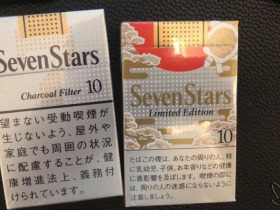 Seven Stars
Charcoal Filter 10
望まない受動喫煙が
生じないよう、屋外や
家庭でも周囲の状況
に配慮することが、健
康増進法上、義務付
けられています。
Seven Stars
Limited Edition
10
たばこの煙は、あなたの周りの人、特
に乳幼児、子供、お年寄りなどの健康
に悪影響を及ぼします。喫煙の際に
は、周りの人の迷惑にならないように
注意しましょう。